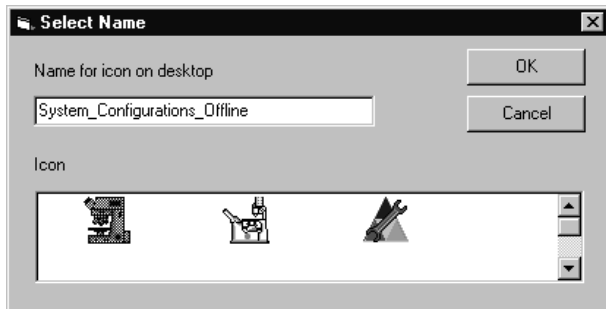 Select Name
Name for icon on desktop
OK
System_Configurations_Offline
Cancel
Icon